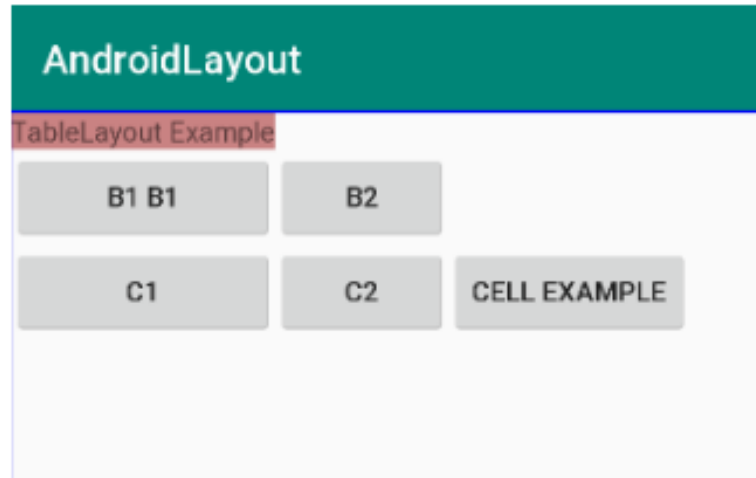 AndroidLayout
TableLayout Example
B1 B1 B2
C1 C2 CELL EXAMPLE